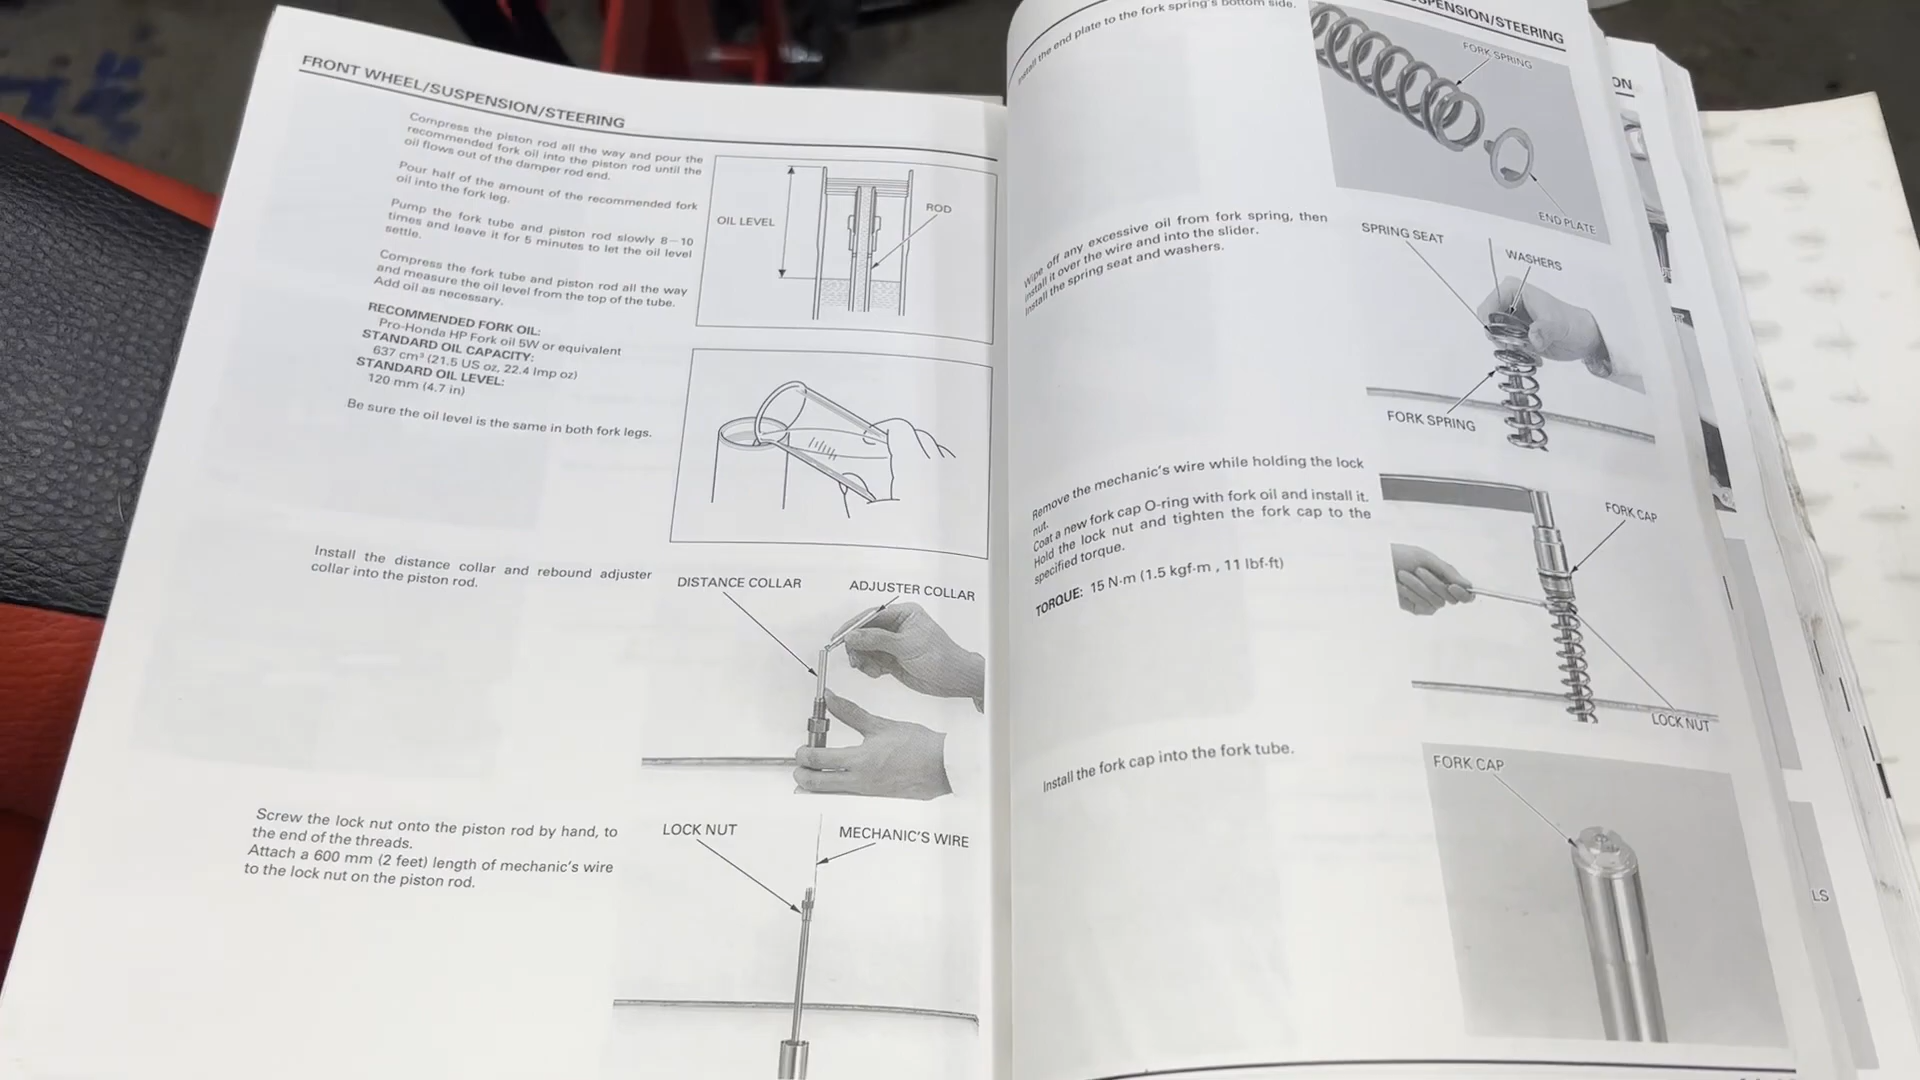 FRONT WHEEL/SUSPENSION/STEERING
Compress the piston rod all the way and pour the
recommended fork oil into the piston rod until the
oil flows out of the damper rod end.
Pour half of the amount of the recommended fork
oil into the fork leg.
Pump the fork tube and piston rod slowly 8–10
times and leave it for 5 minutes to let the oil level
settle.
Compress the fork tube and piston rod all the way
and measure the oil level from the top of the tube.
Add oil as necessary.
RECOMMENDED FORK OIL:
Pro-Honda HP Fork oil 5W or equivalent
STANDARD OIL CAPACITY:
637 cm³ (21.5 US oz, 22.4 Imp oz)
STANDARD OIL LEVEL:
120 mm (4.7 in)
Be sure the oil level is the same in both fork legs.
OIL LEVEL
ROD
Install the distance collar and rebound adjuster
collar into the piston rod.
DISTANCE COLLAR
ADJUSTER COLLAR
Screw the lock nut onto the piston rod by hand, to
the end of the threads.
Attach a 600 mm (2 feet) length of mechanic's wire
to the lock nut on the piston rod.
LOCK NUT
MECHANIC'S WIRE
SUSPENSION/STEERING
Install the end plate to the fork spring's bottom side.
FORK SPRING
END PLATE
Wipe off any excessive oil from fork spring, then
install it over the wire and into the slider.
Install the spring seat and washers.
SPRING SEAT
WASHERS
FORK SPRING
Remove the mechanic's wire while holding the lock
nut.
Coat a new fork cap O-ring with fork oil and install it.
Hold the lock nut and tighten the fork cap to the
specified torque.
TORQUE: 15 N·m (1.5 kgf·m , 11 lbf·ft)
FORK CAP
LOCK NUT
Install the fork cap into the fork tube.
FORK CAP
ON
LS